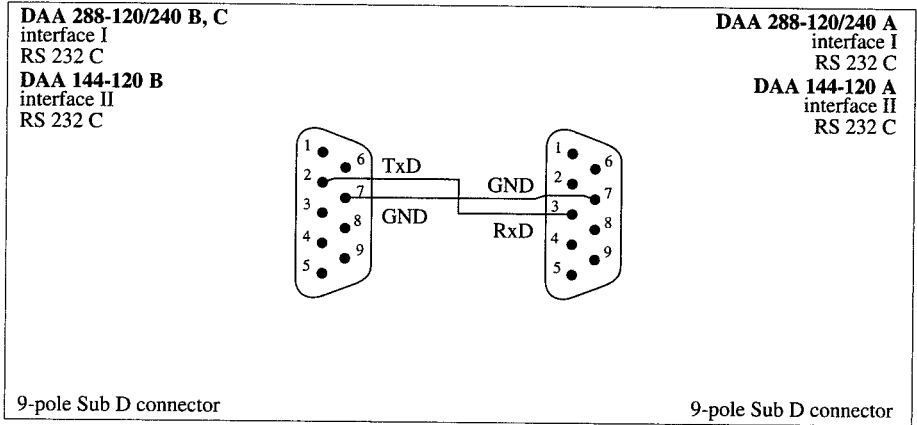 DAA 288-120/240 B, C
interface I
RS 232 C
DAA 144-120 B
interface II
RS 232 C
DAA 288-120/240 A
interface I
RS 232 C
DAA 144-120 A
interface II
RS 232 C
1
6
2
TxD
7
3
GND
8
4
9
5
1
6
2
GND
7
3
RxD
8
4
9
5
9-pole Sub D connector
9-pole Sub D connector